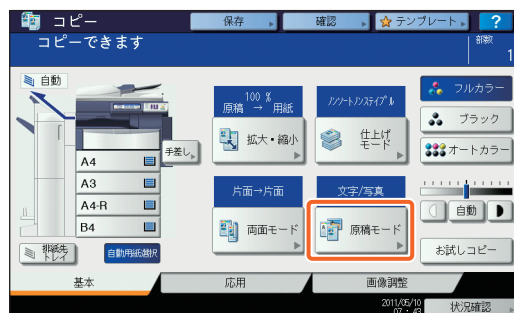 コピー
保存
確認
テンプレート
?
コピーできます
部数
1
自動
100 %
原稿 → 用紙
ノンソート/ノンステイプル
フルカラー
拡大・縮小
仕上げ
モード
ブラック
手差し
オートカラー
A4
A3
A4-R
B4
片面→片面
文字/写真
両面モード
原稿モード
自動
排紙先
トレイ
自動用紙選択
お試しコピー
基本
応用
画像調整
2011/05/10
07 : 43
状況確認